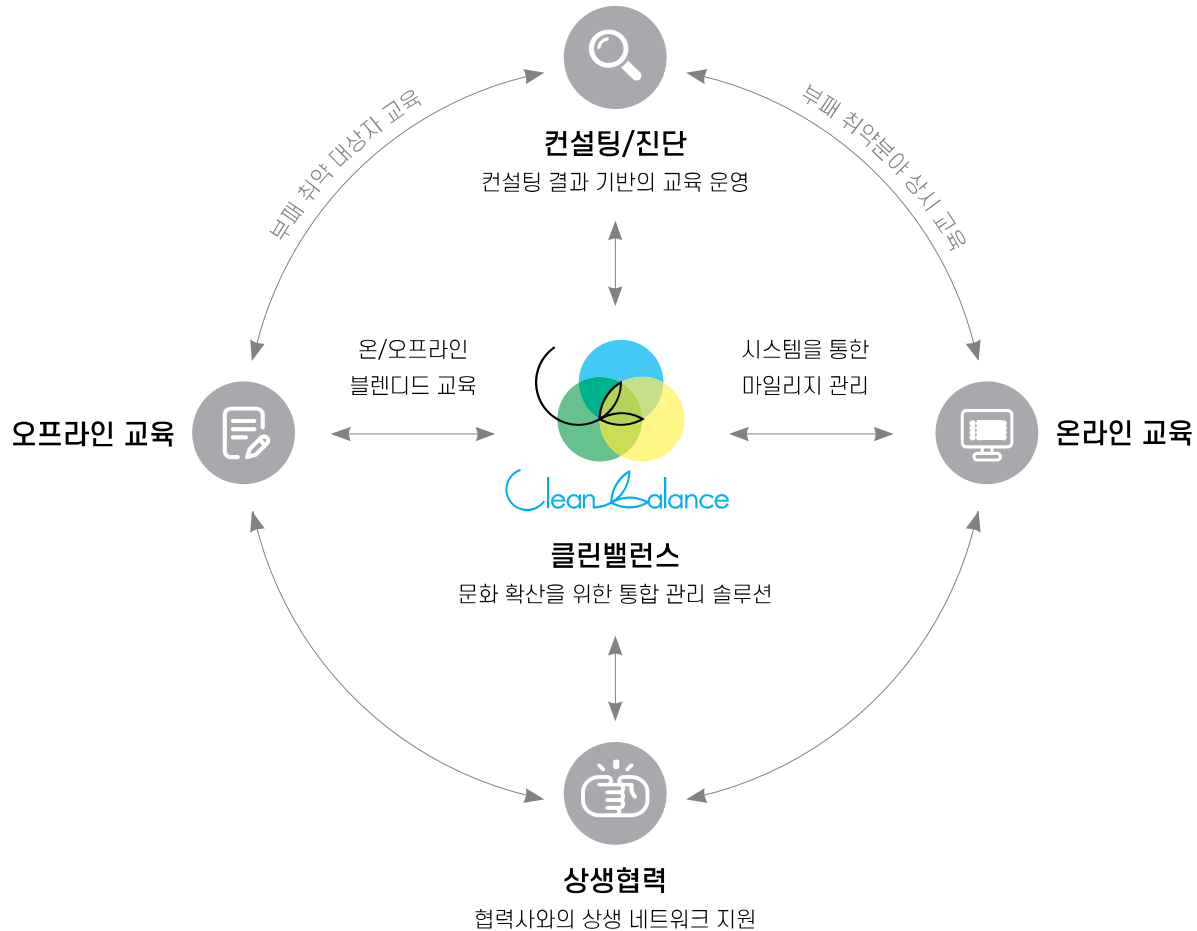 컨설팅/진단
컨설팅 결과 기반의 교육 운영
부패 취약 대상자 교육
부패 취약분야 상시 교육
온/오프라인
블렌디드 교육
시스템을 통한
마일리지 관리
오프라인 교육
온라인 교육
Clean Balance
클린밸런스
문화 확산을 위한 통합 관리 솔루션
상생협력
협력사와의 상생 네트워크 지원